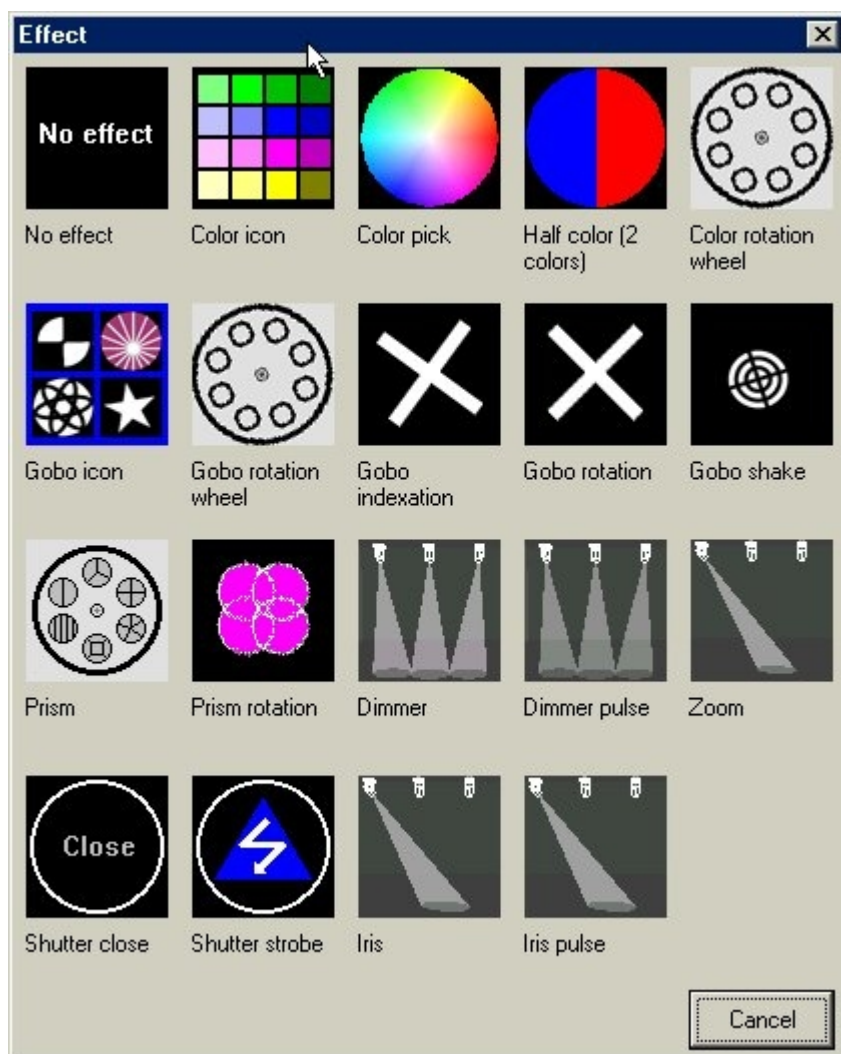 Effect
No effect
No effect
Color icon
Color pick
Half color (2
colors)
Color rotation
wheel
Gobo icon
Gobo rotation
wheel
Gobo
indexation
Gobo rotation
Gobo shake
Prism
Prism rotation
Dimmer
Dimmer pulse
Zoom
Close
Shutter close
Shutter strobe
Iris
Iris pulse
Cancel